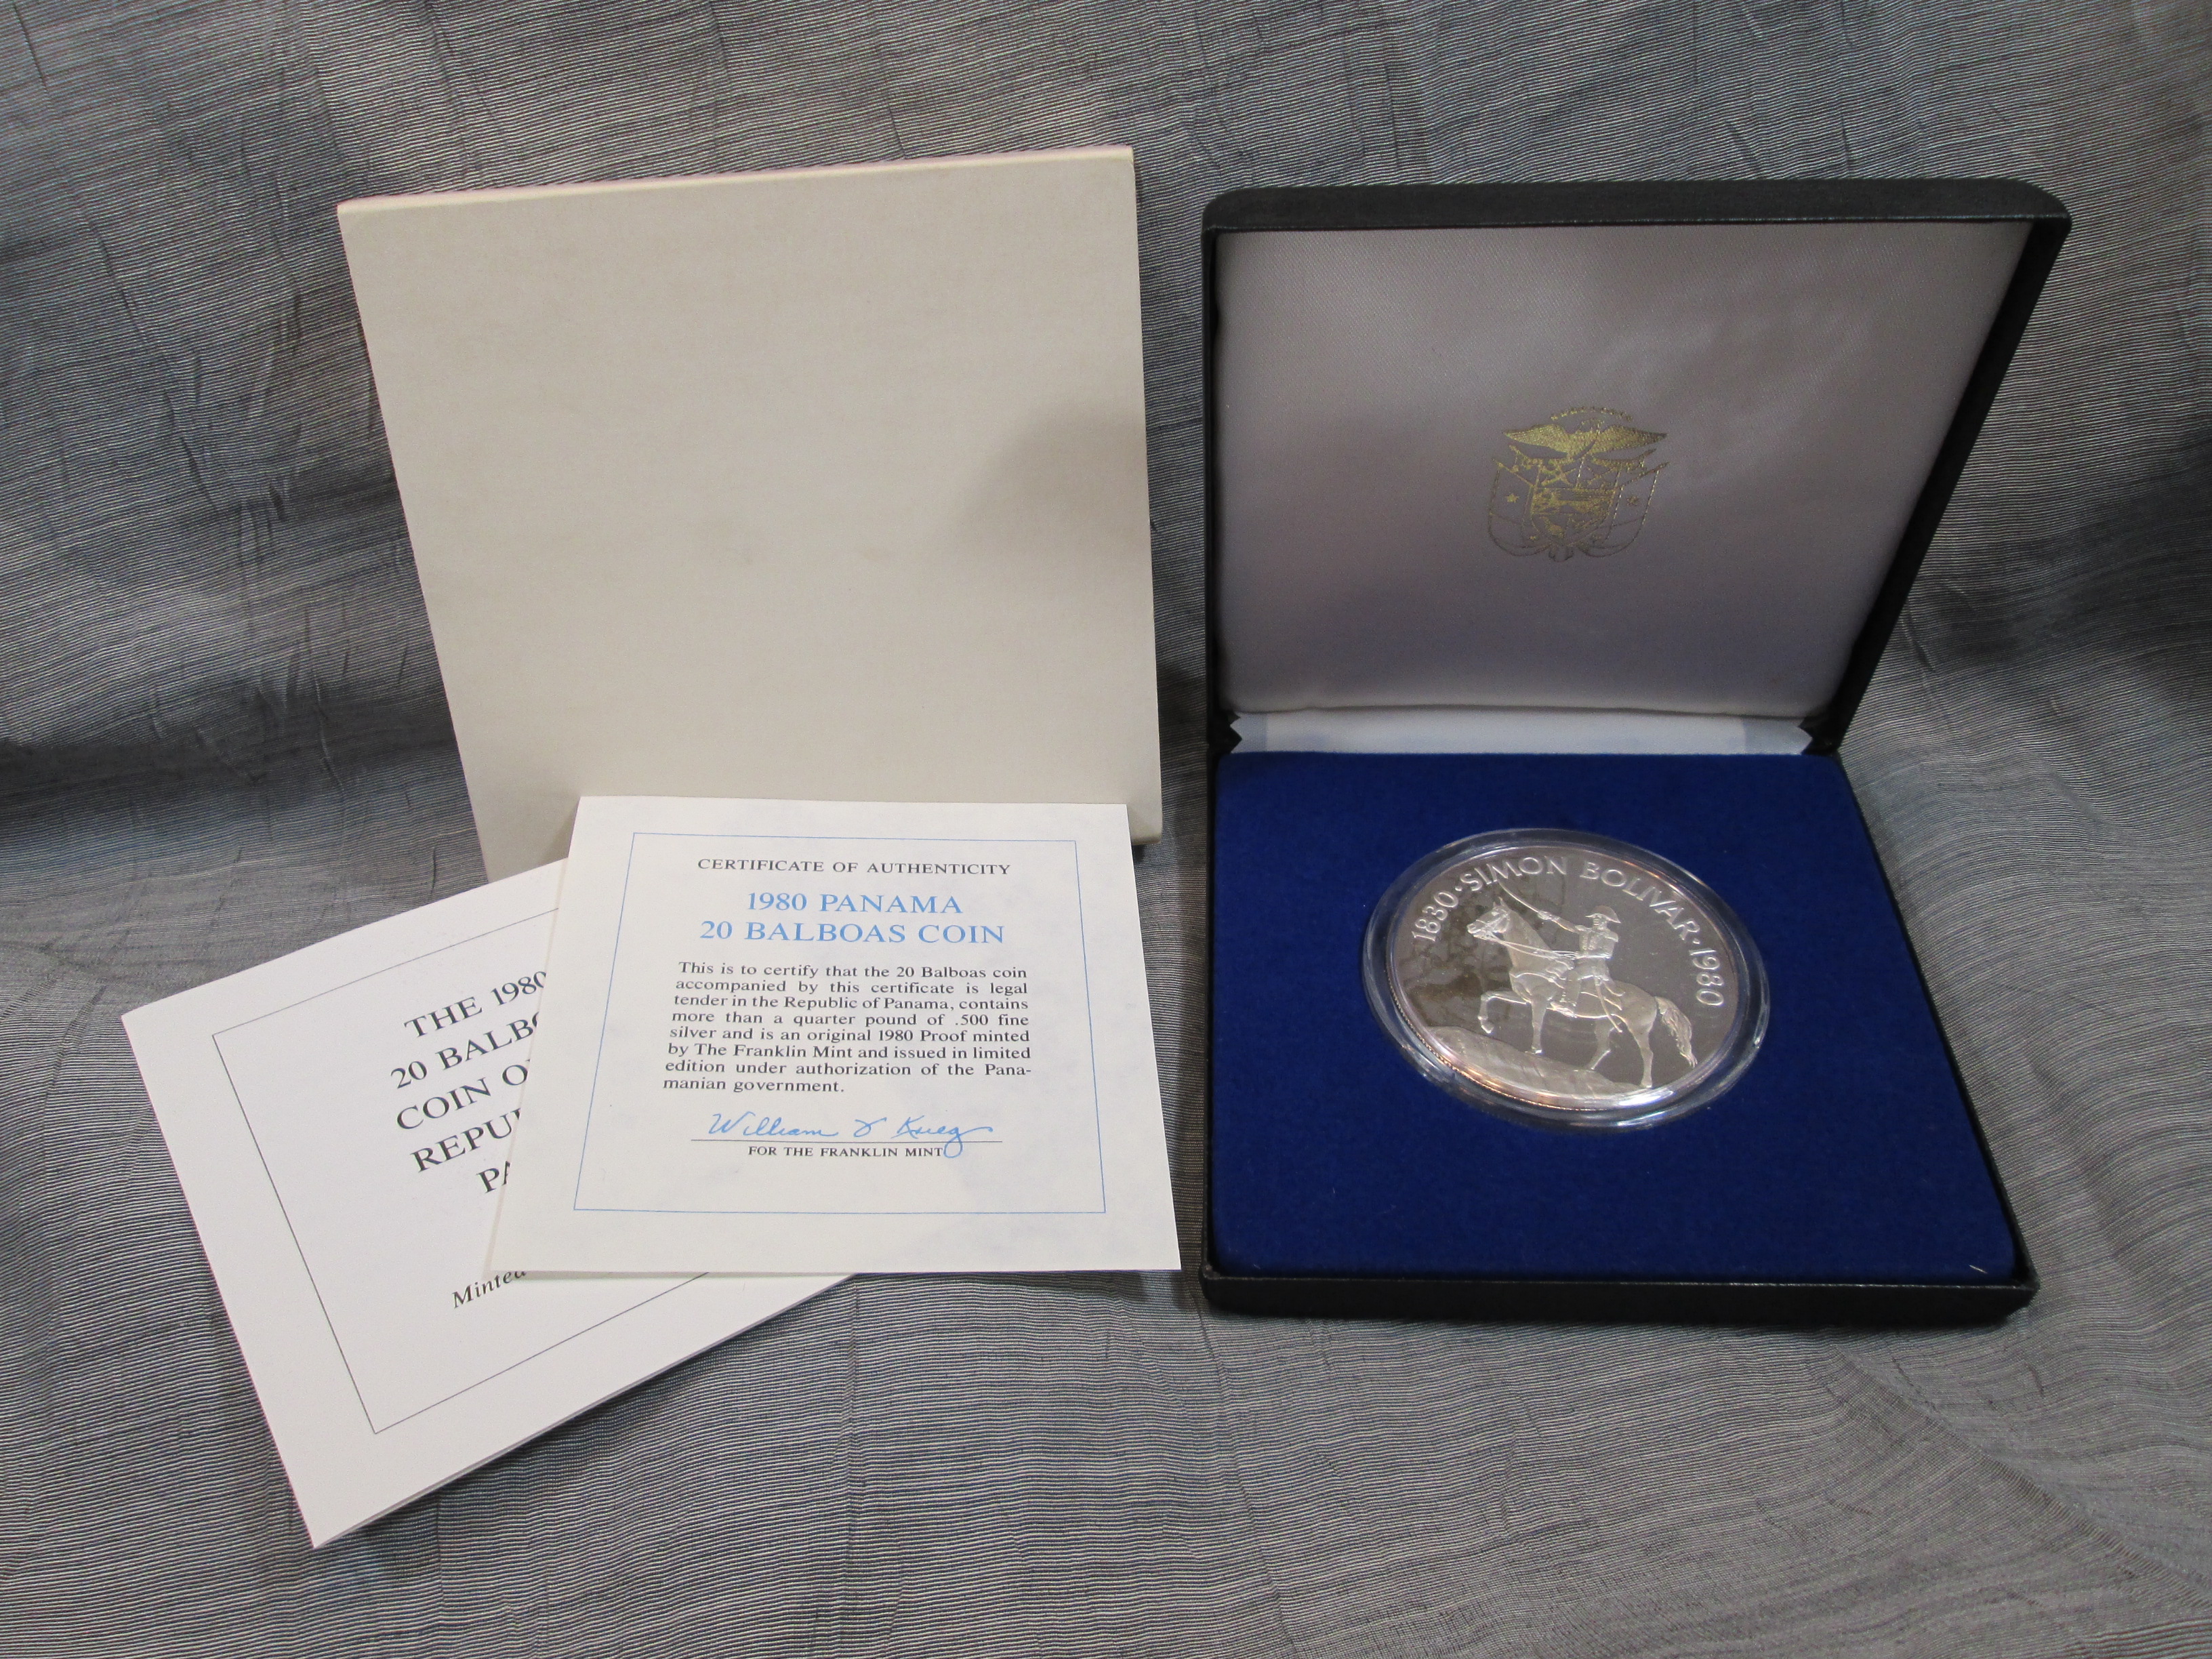 THE 1980
20
COIN
Minted
CERTIFICATE OF AUTHENTICITY
1980 PANAMA
20 BALBOAS COIN
This is to certify that the 20 Balboas coin
accompanied by this certificate is legal
tender in the Republic of Panama, contains
more than a quarter pound of .500 fine
silver and is an original 1980 Proof minted
by The Franklin Mint and issued in limited
edition under authorization of the Pana-
manian government.
William
FOR THE FRANKLIN MINT
1830 · SIMON BOLIVAR · 1980